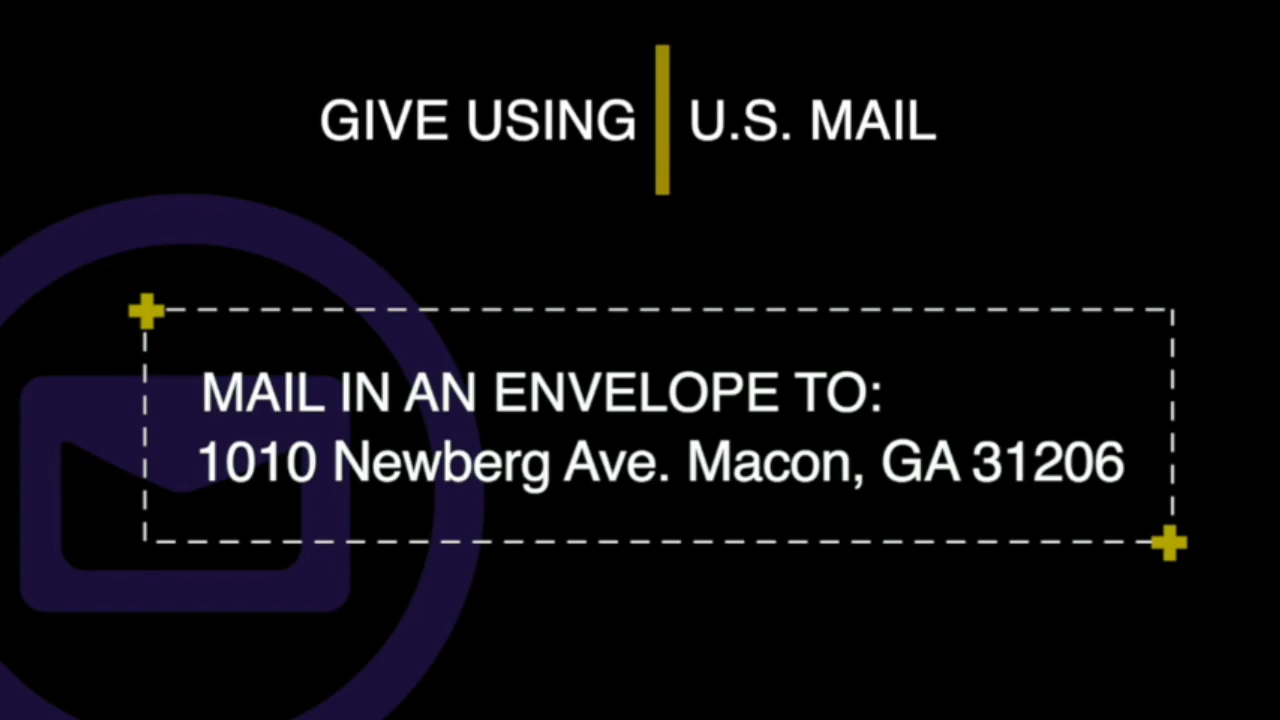 GIVE USING U.S. MAIL
MAIL IN AN ENVELOPE TO:
1010 Newberg Ave. Macon, GA 31206